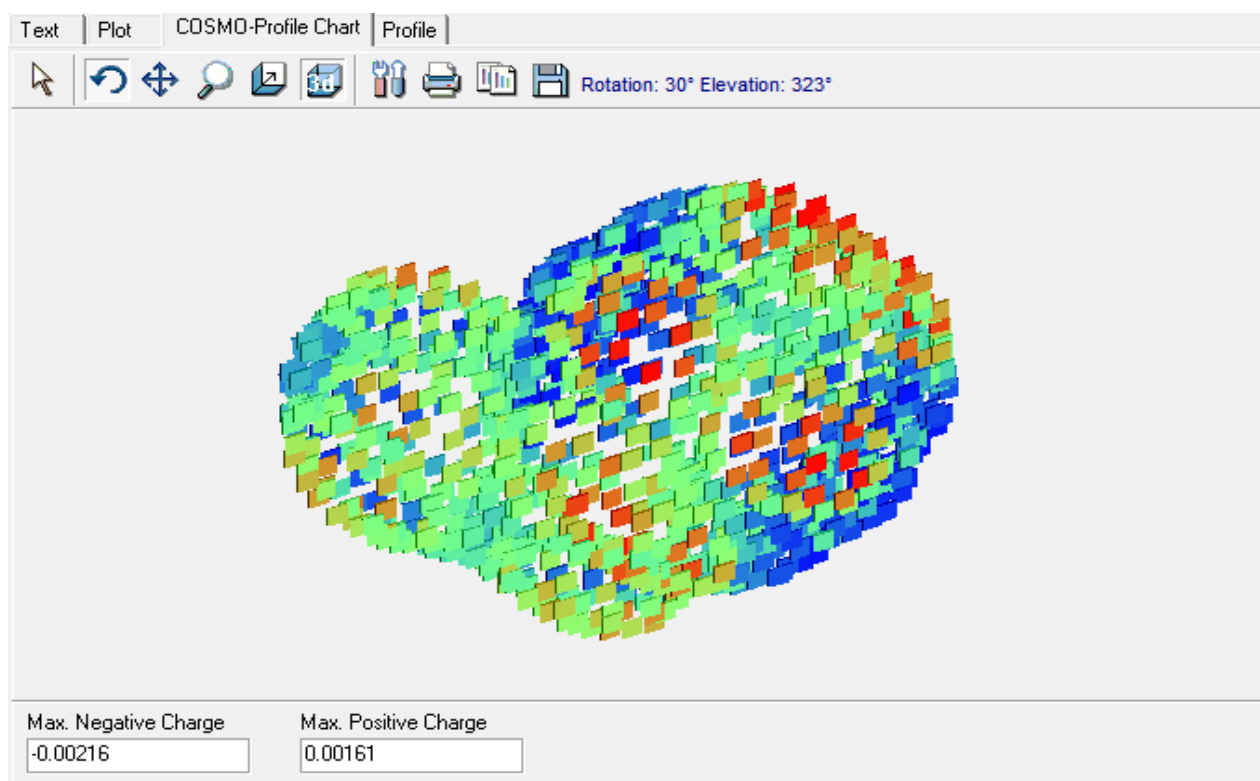 Text Plot COSMO-Profile Chart Profile
3d Rotation: 30° Elevation: 323°
Max. Negative Charge Max. Positive Charge
-0.00216 0.00161